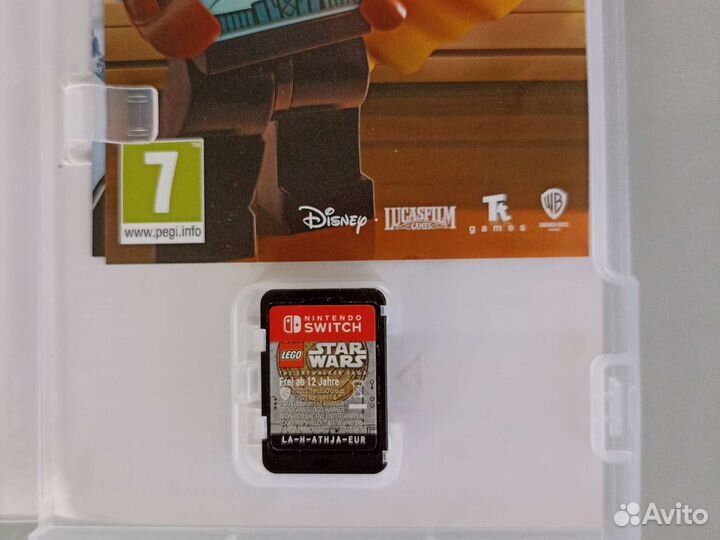 7
™
www.pegi.info
Disney
LUCASFILM
GAMES
Tt
games
WB
NINTENDO
SWITCH
LEGO
STAR
WARS
THE SKYWALKER SAGA
Frei ab 12 Jahre
LA-H-ATHJA-EUR
Avito